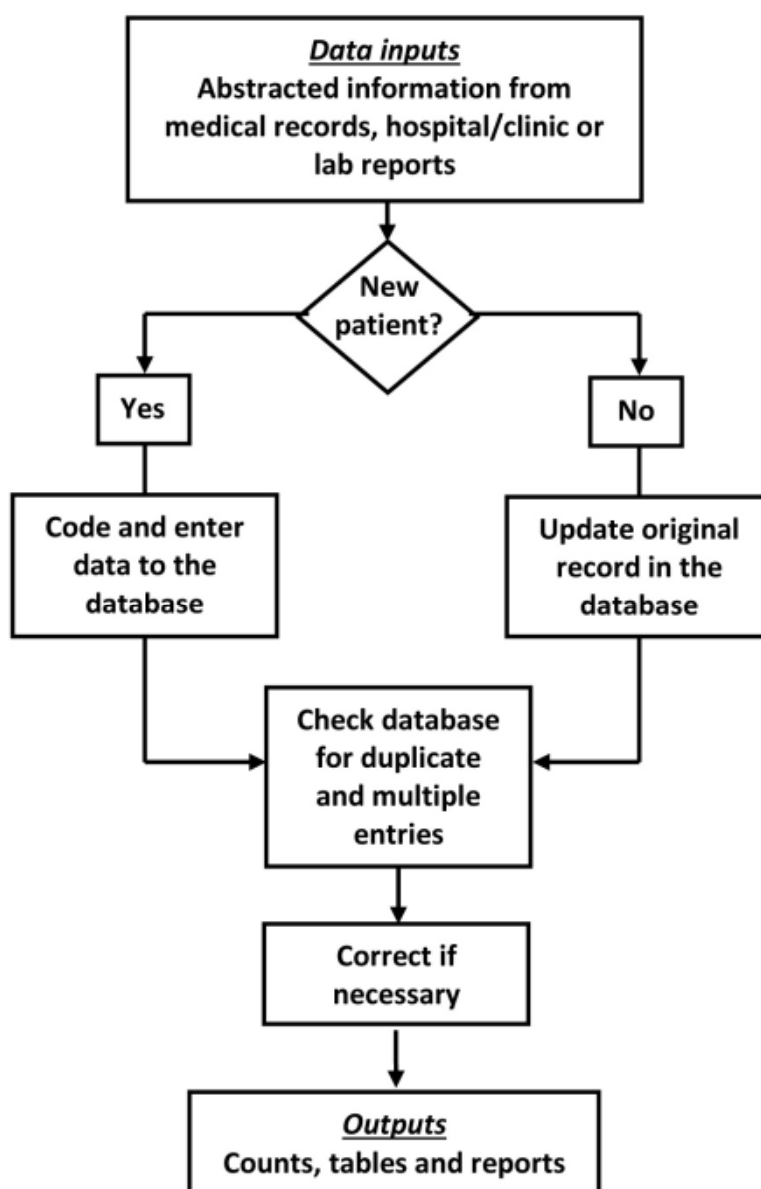 Data inputs
Abstracted information from
medical records, hospital/clinic or
lab reports
New
patient?
Yes
No
Code and enter
data to the
database
Update original
record in the
database
Check database
for duplicate
and multiple
entries
Correct if
necessary
Outputs
Counts, tables and reports